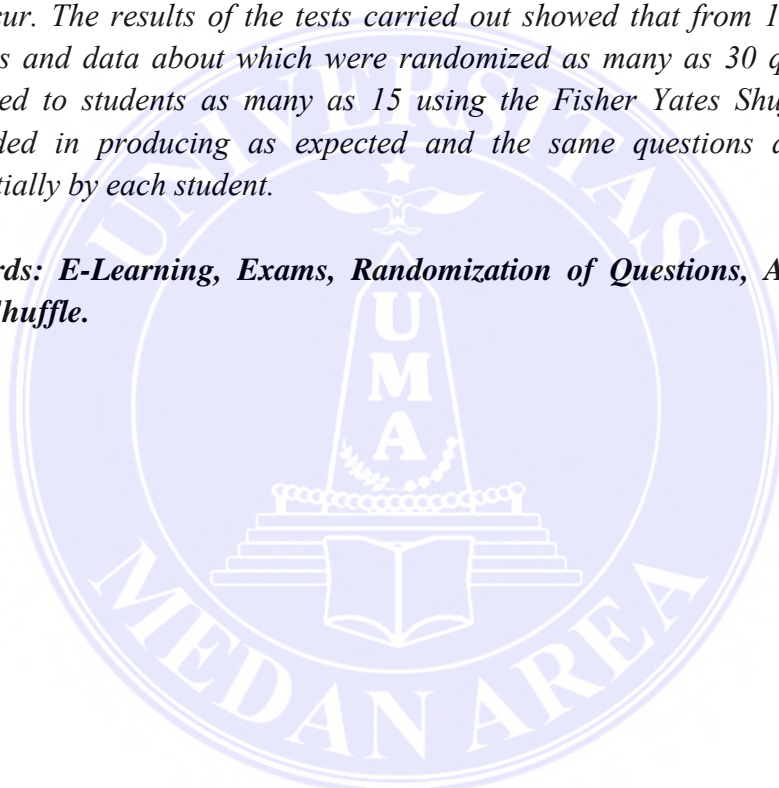 eur. The results of the tests carried out showed that from 1
s and data about which were randomized as many as 30 q
ed to students as many as 15 using the Fisher Yates Shu
ded in producing as expected and the same questions a
tially by each student.
rds: E-Learning, Exams, Randomization of Questions, A
huffle.
UNIVERSITAS
UMA
MEDAN AREA